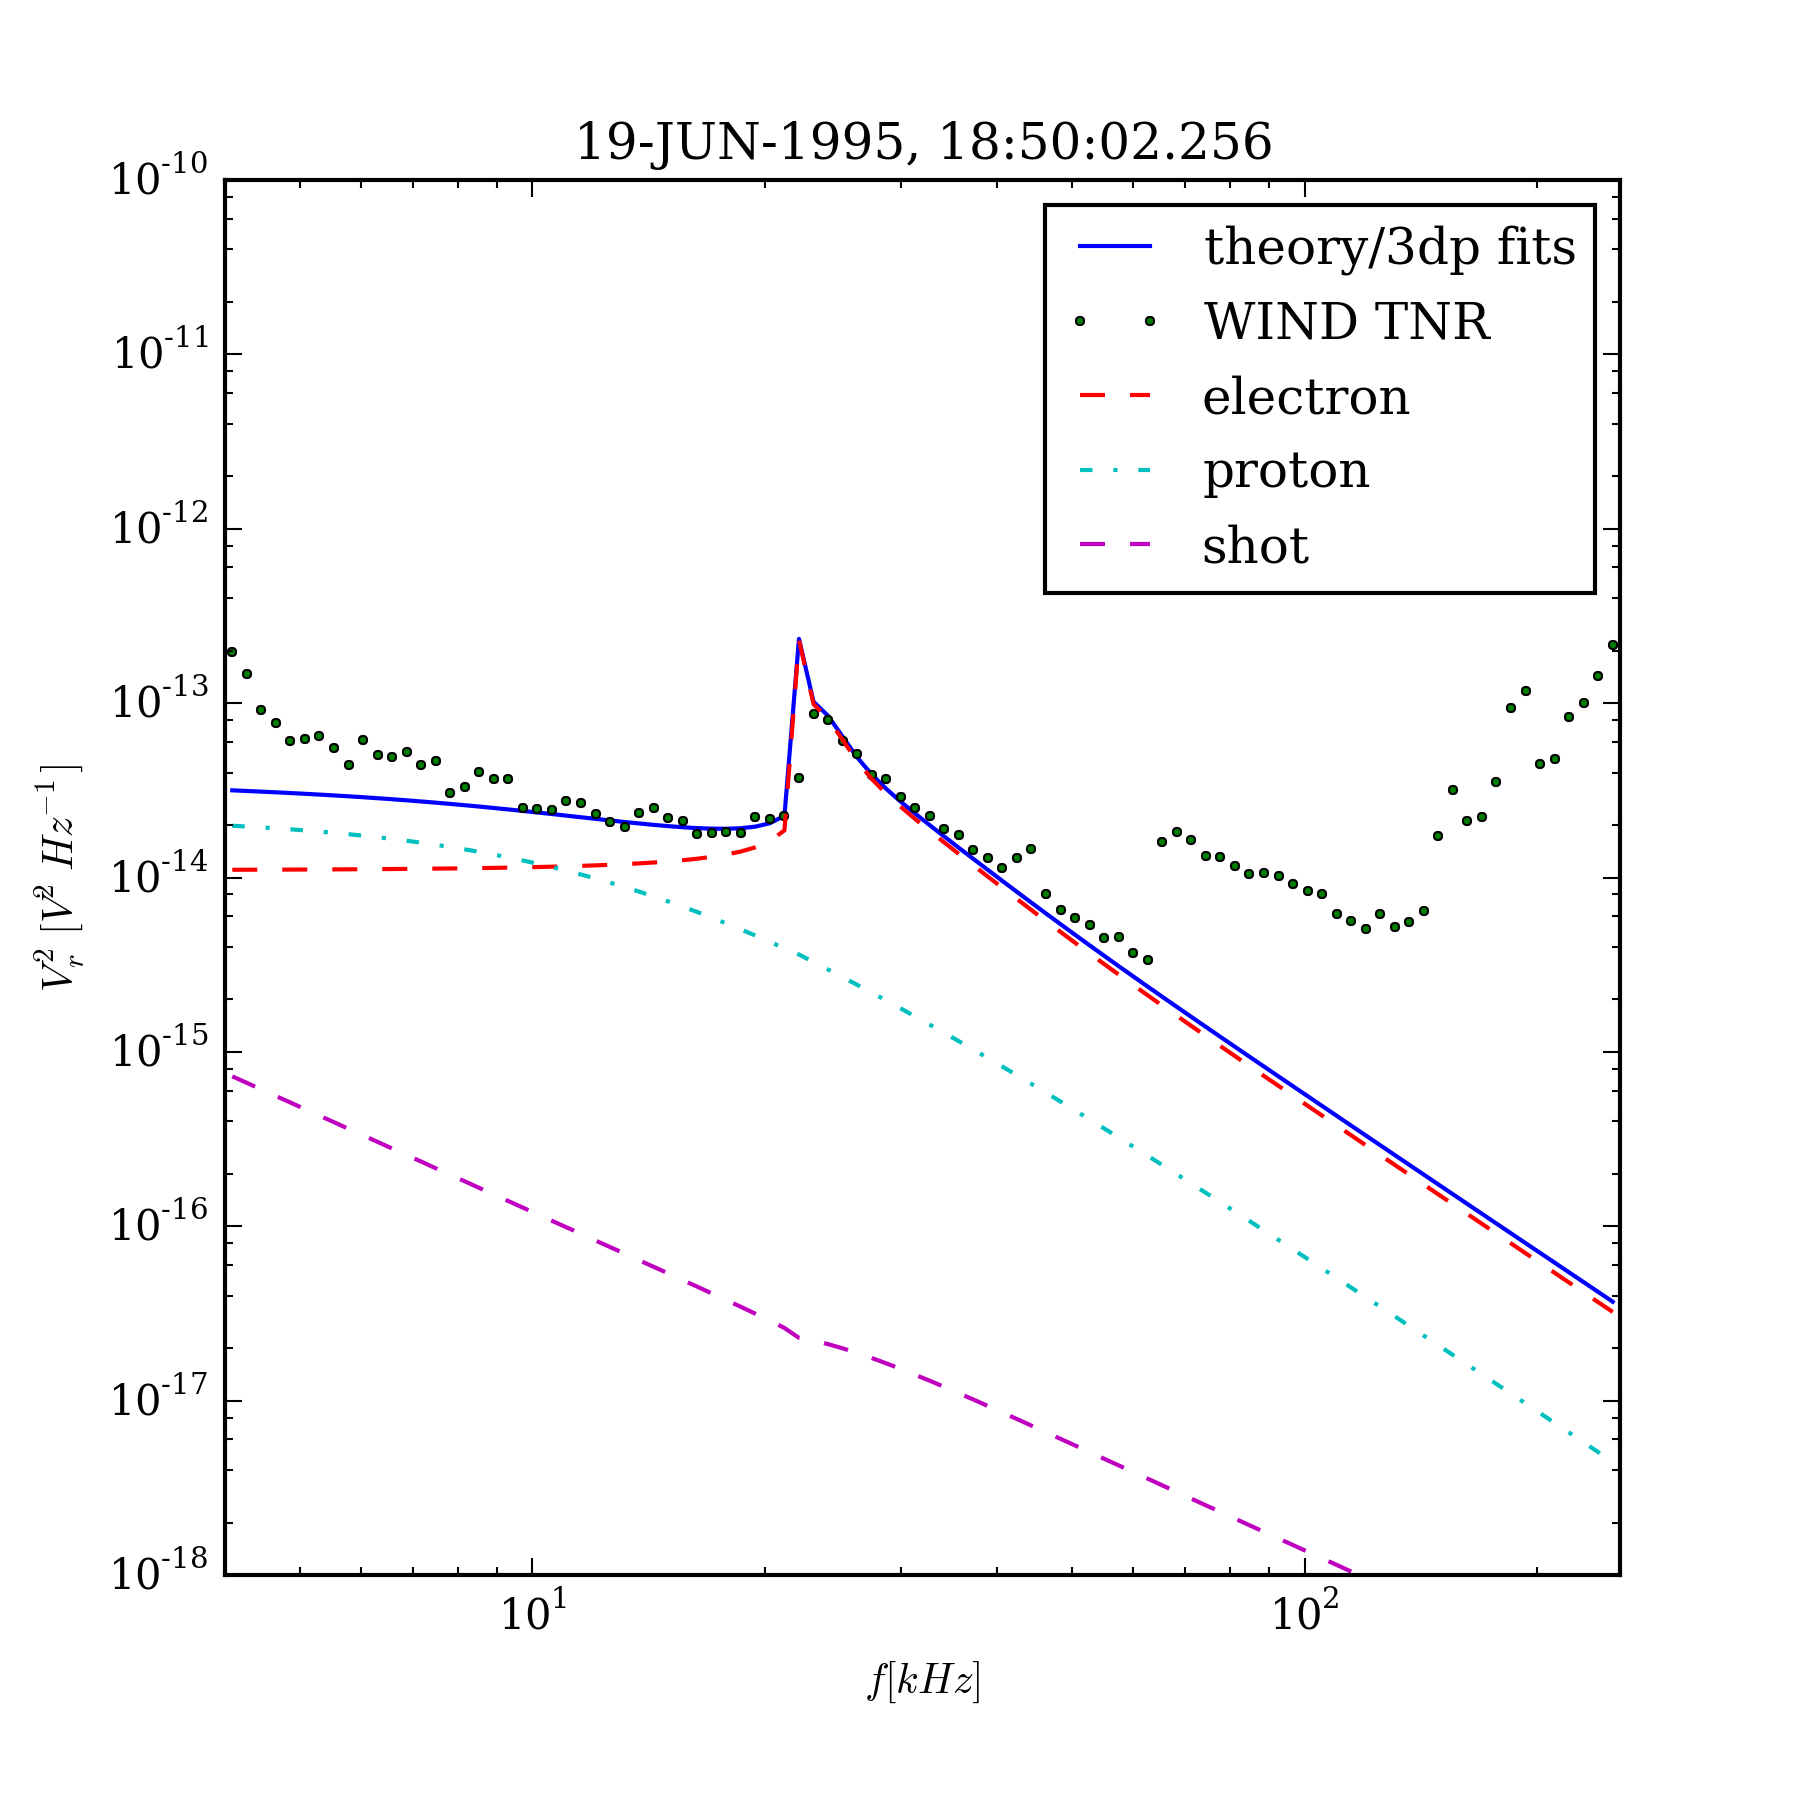 19-JUN-1995, 18:50:02.256
10^-10
10^-11
10^-12
10^-13
10^-14
10^-15
10^-16
10^-17
10^-18
V_r^2 [V^2 Hz^-1]
theory/3dp fits
WIND TNR
electron
proton
shot
10^1
10^2
f[kHz]